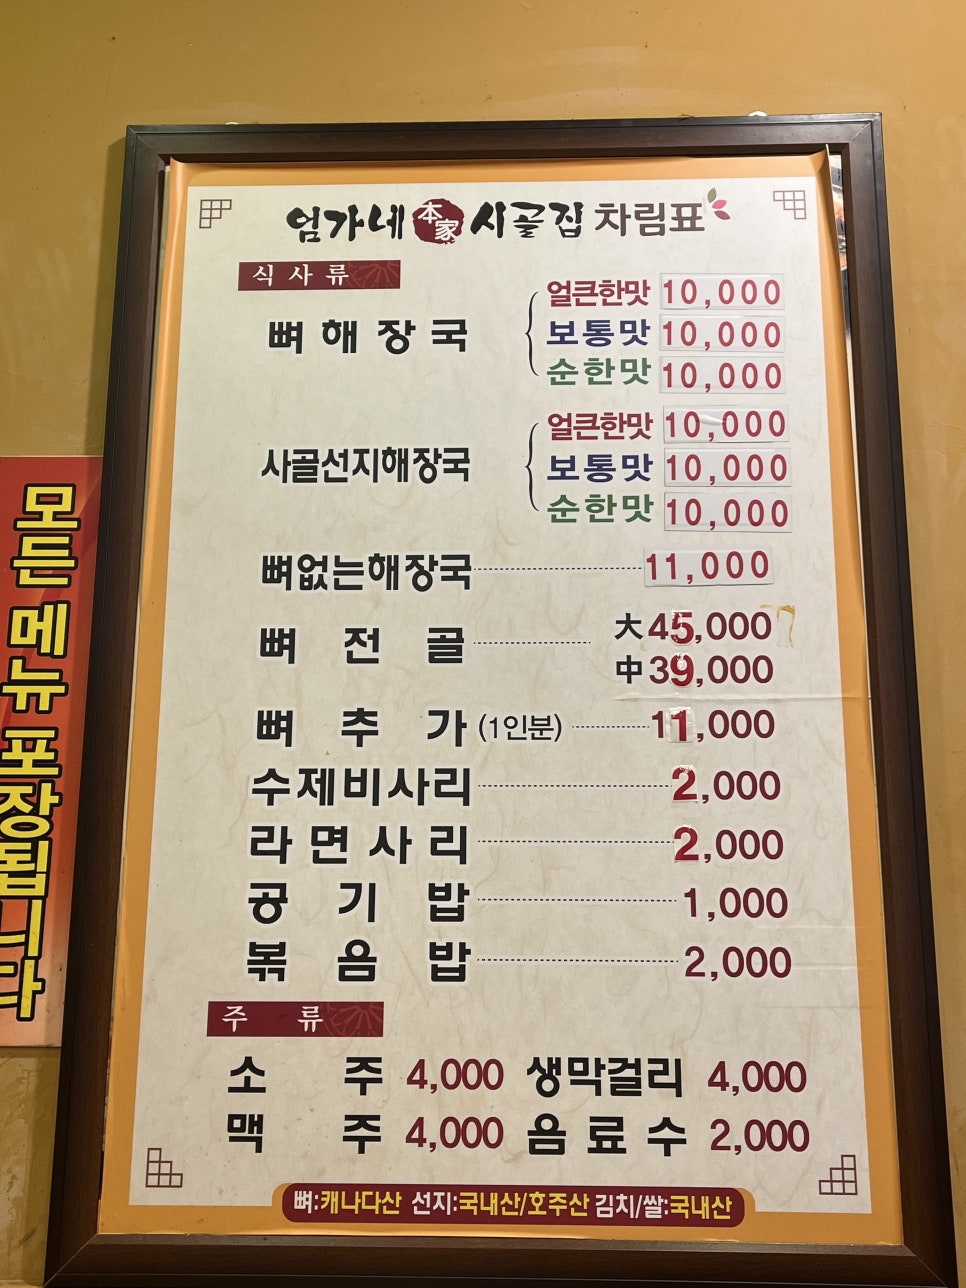 엄가네 本家 시골집 차림표
식사류
뼈해장국
얼큰한맛 10,000
보통맛 10,000
순한맛 10,000
사골선지해장국
얼큰한맛 10,000
보통맛 10,000
순한맛 10,000
뼈없는해장국 11,000
뼈전골 大 45,000
中 39,000
뼈추가 (1인분) 11,000
수제비사리 2,000
라면사리 2,000
공기밥 1,000
볶음밥 2,000
주류
소주 4,000 생막걸리 4,000
맥주 4,000 음료수 2,000
뼈:캐나다산 선지:국내산/호주산 김치/쌀:국내산
모든 메뉴 포장됩니다